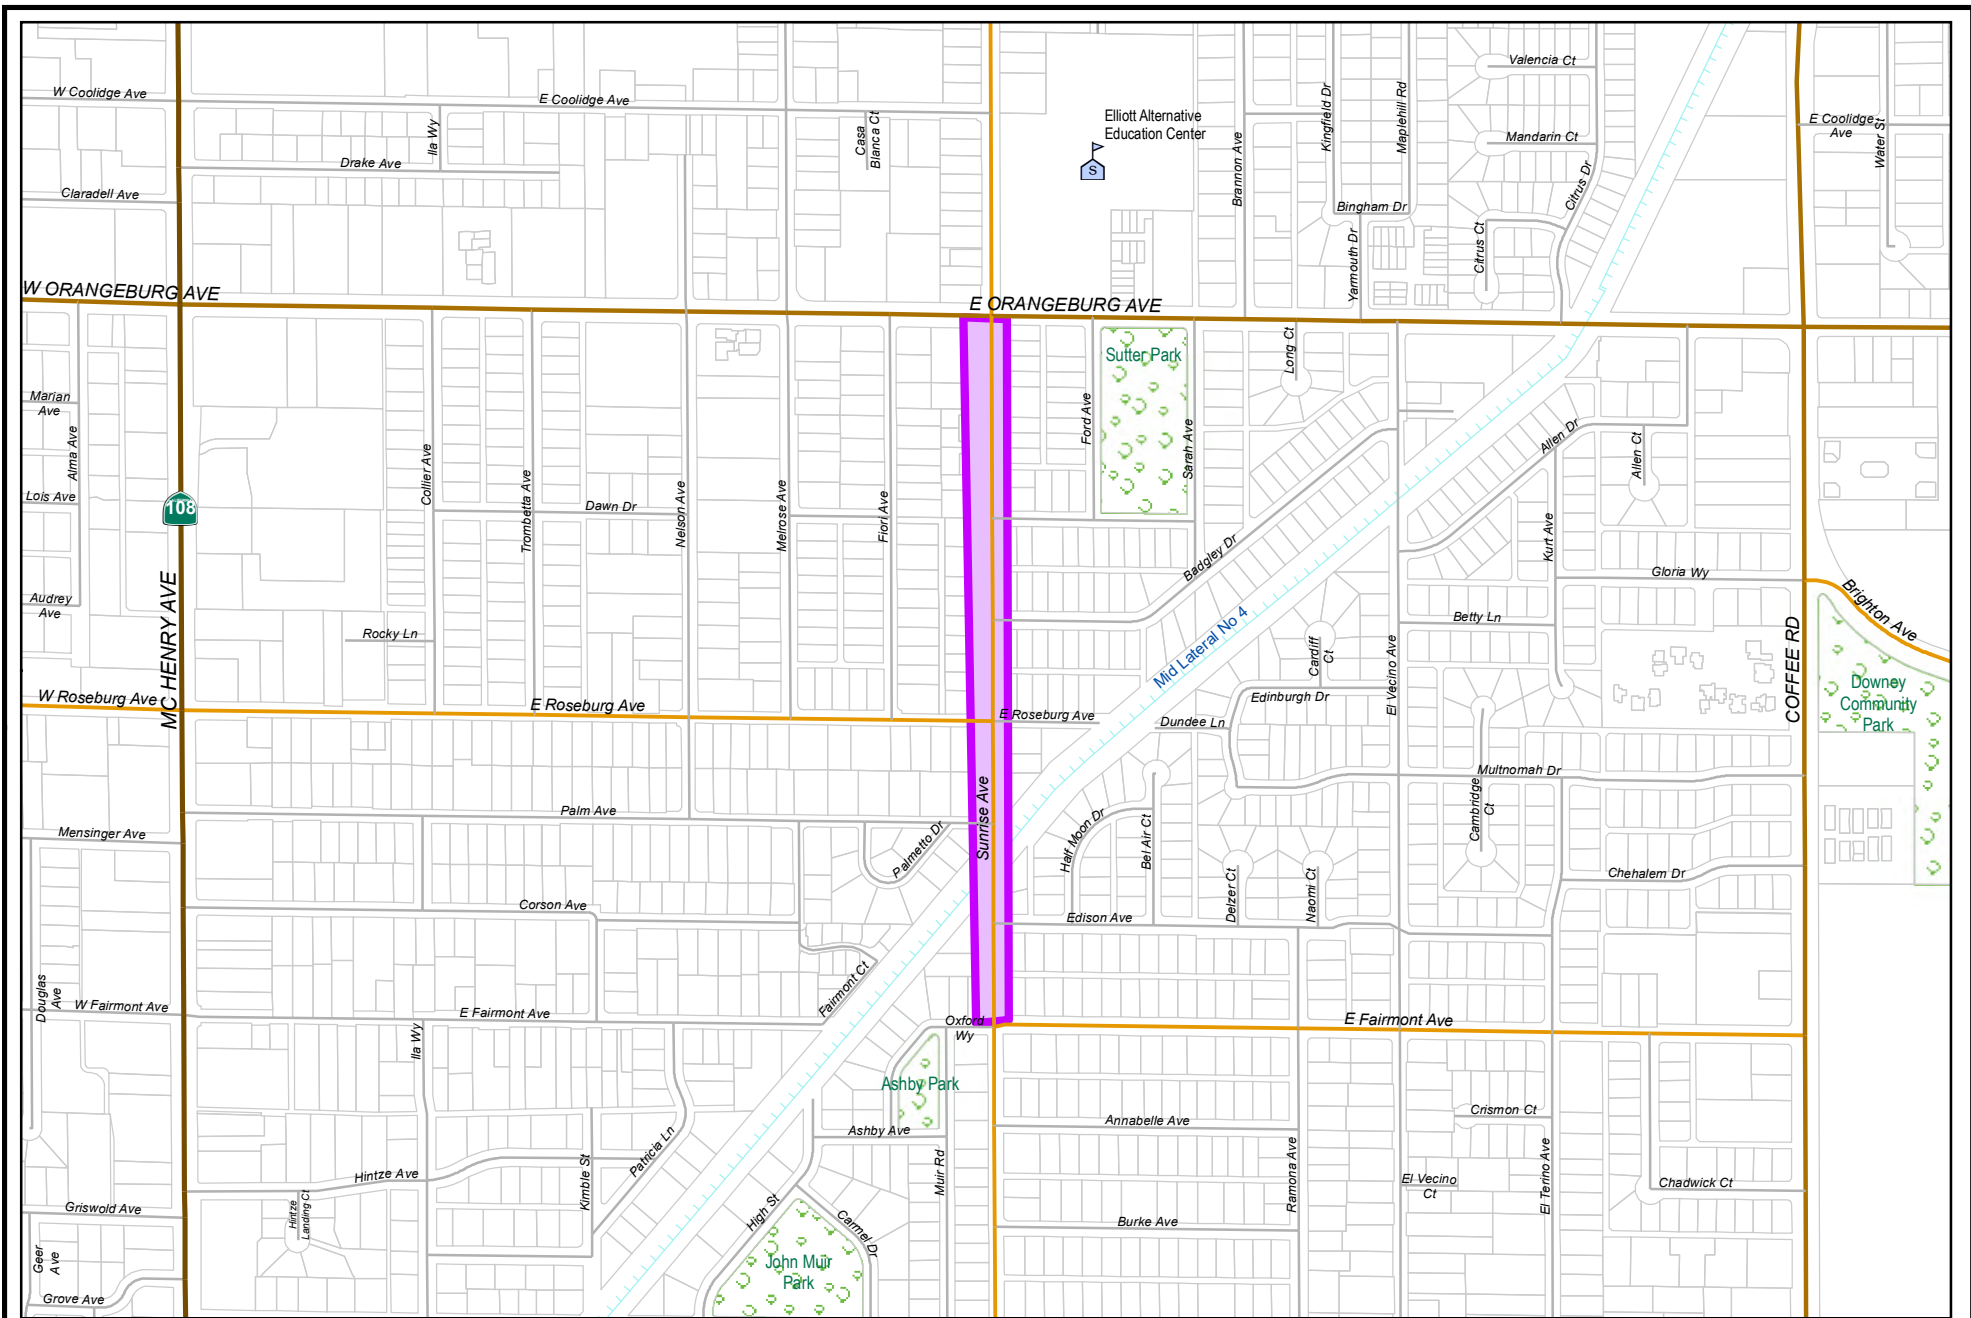 Valencia Ct
W Coolidge Ave
E Coolidge Ave
Elliott Alternative
Education Center
S
Casa
Blanca Ct
Ila Wy
Kingfield Dr
Maplehill Rd
Mandarin Ct
E Coolidge
Ave
Water St
Drake Ave
Brannon Ave
Citrus Dr
Claradell Ave
Bingham Dr
Yarmouth Dr
Citrus Ct
W ORANGEBURG AVE
E ORANGEBURG AVE
Sutter Park
Long Ct
Marian
Ave
Alma Ave
Ford Ave
Sarah Ave
Allen Dr
Allen Ct
Collier Ave
Trombetta Ave
Lois Ave
108
Dawn Dr
Nelson Ave
Melrose Ave
Fiori Ave
Badgley Dr
Kurt Ave
Gloria Wy
Brighton Ave
Audrey
Ave
MC HENRY AVE
Rocky Ln
Mid Lateral No 4
Cardiff
Ct
Betty Ln
El Vecino Ave
COFFEE RD
Downey
Community
Park
W Roseburg Ave
E Roseburg Ave
E Roseburg Ave
Edinburgh Dr
Dundee Ln
Multnomah Dr
Cambridge
Ct
Sunrise Ave
Palm Ave
Mensinger Ave
Palmetto Dr
Half Moon Dr
Bel Air Ct
Delzer Ct
Naomi Ct
Chehalem Dr
Corson Ave
Edison Ave
Douglas
Ave
W Fairmont Ave
E Fairmont Ave
Fairmont Ct
Oxford
Wy
E Fairmont Ave
Ila Wy
Ashby Park
Annabelle Ave
Crismon Ct
Ashby Ave
Patricia Ln
Kimble St
Muir Rd
Ramona Ave
El Terino Ave
Hintze Ave
El Vecino
Ct
Chadwick Ct
Hintze
Landing Ct
Griswold Ave
High St
Carmel Dr
Burke Ave
Geer
Ave
John Muir
Park
Grove Ave